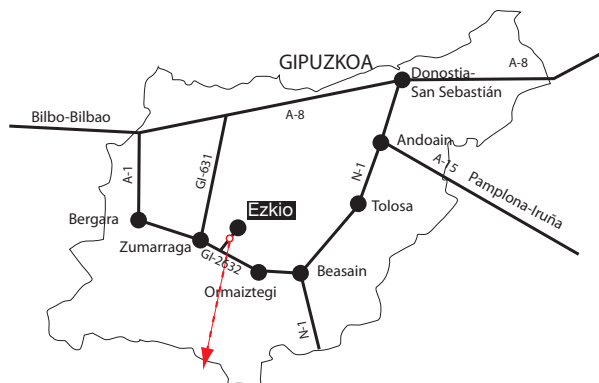 GIPUZKOA
A-8
Donostia-
San Sebastián
Bilbo-Bilbao
A-8
Andoain
A-15
Pamplona-Iruña
A-1
GI-631
N-1
Ezkio
Tolosa
Bergara
Zumarraga
GI-2632
Beasain
Ormaiztegi
N-1